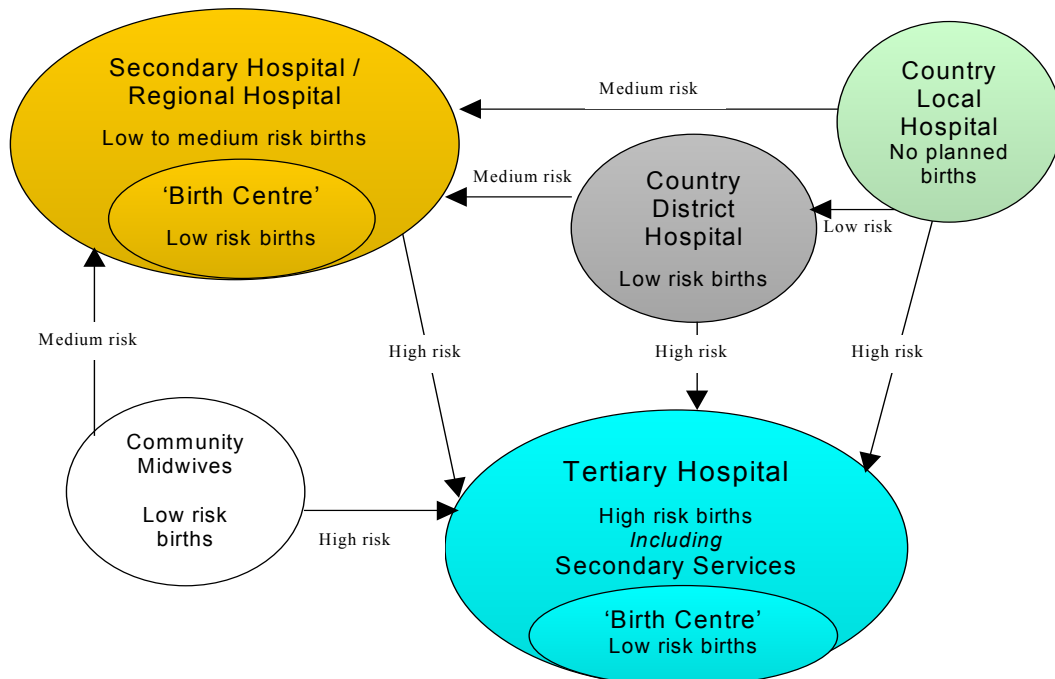 Secondary Hospital /
Regional Hospital
Low to medium risk births
‘Birth Centre’
Low risk births
Medium risk
Country
Local
Hospital
No planned
births
Medium risk
Country
District
Hospital
Low risk births
Low risk
Medium risk
High risk
High risk
High risk
Community
Midwives
Low risk
births
High risk
Tertiary Hospital
High risk births
Including
Secondary Services
‘Birth Centre’
Low risk births